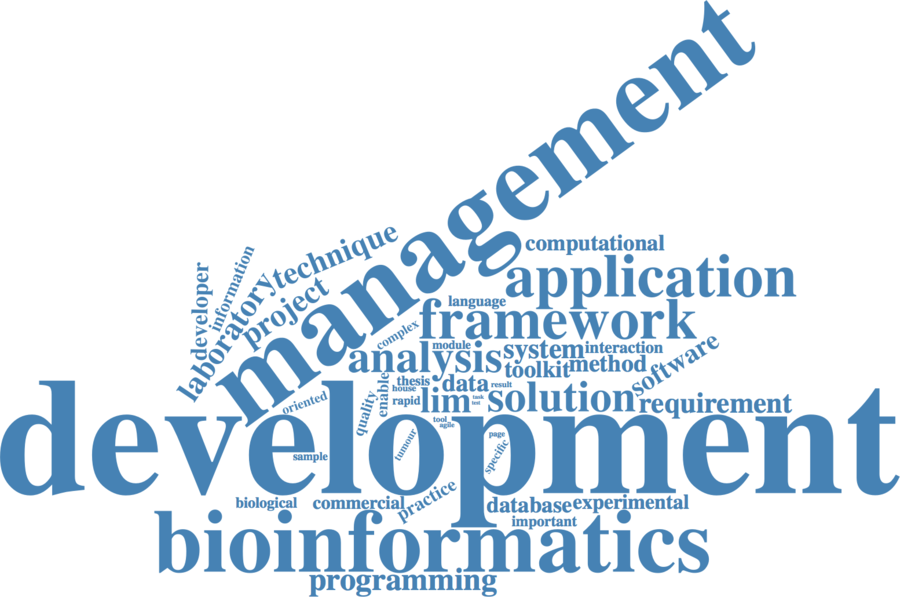 management
computational
technique
application
information
developer
laboratory
project
language
framework
complex
module
analysis
system
interaction
software
toolkit
method
thesis
data
result
enable
house
rapid
lim
task
test
solution
requirement
oriented
quality
development
tool
agile
tumour
page
specific
sample
practice
biological
commercial
database
experimental
important
bioinformatics
programming